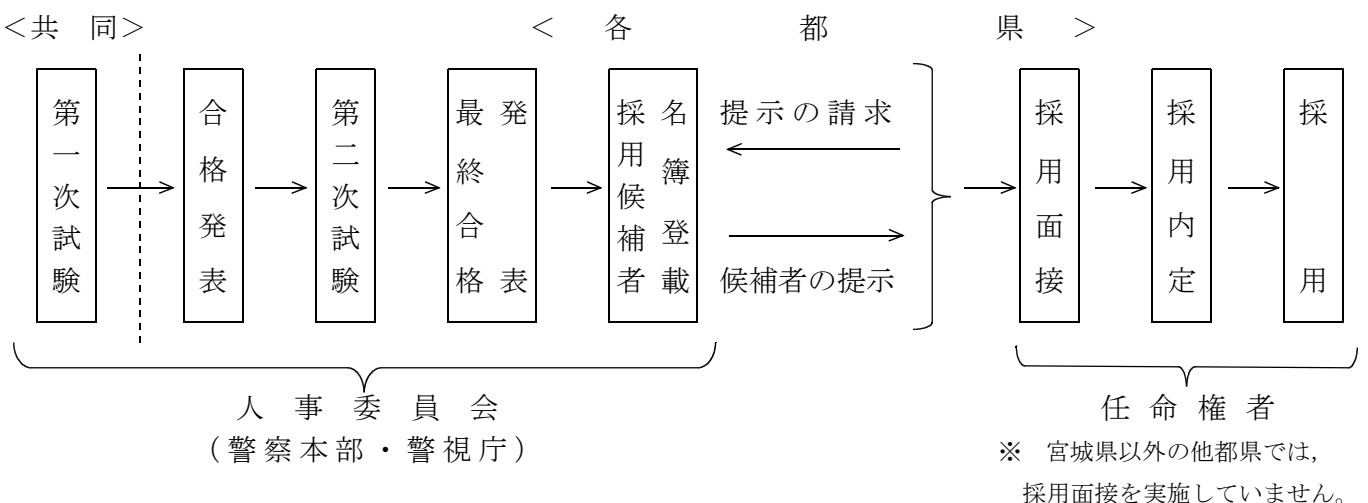 ＜共　同＞
＜　各　都　県　＞
第一次試験
合格発表
第二次試験
最終合格
発表
採用候補者
名簿登載
提示の請求
候補者の提示
採用面接
採用内定
採用
人事委員会
（警察本部・警視庁）
任命権者
※　宮城県以外の他都県では，
採用面接を実施していません。